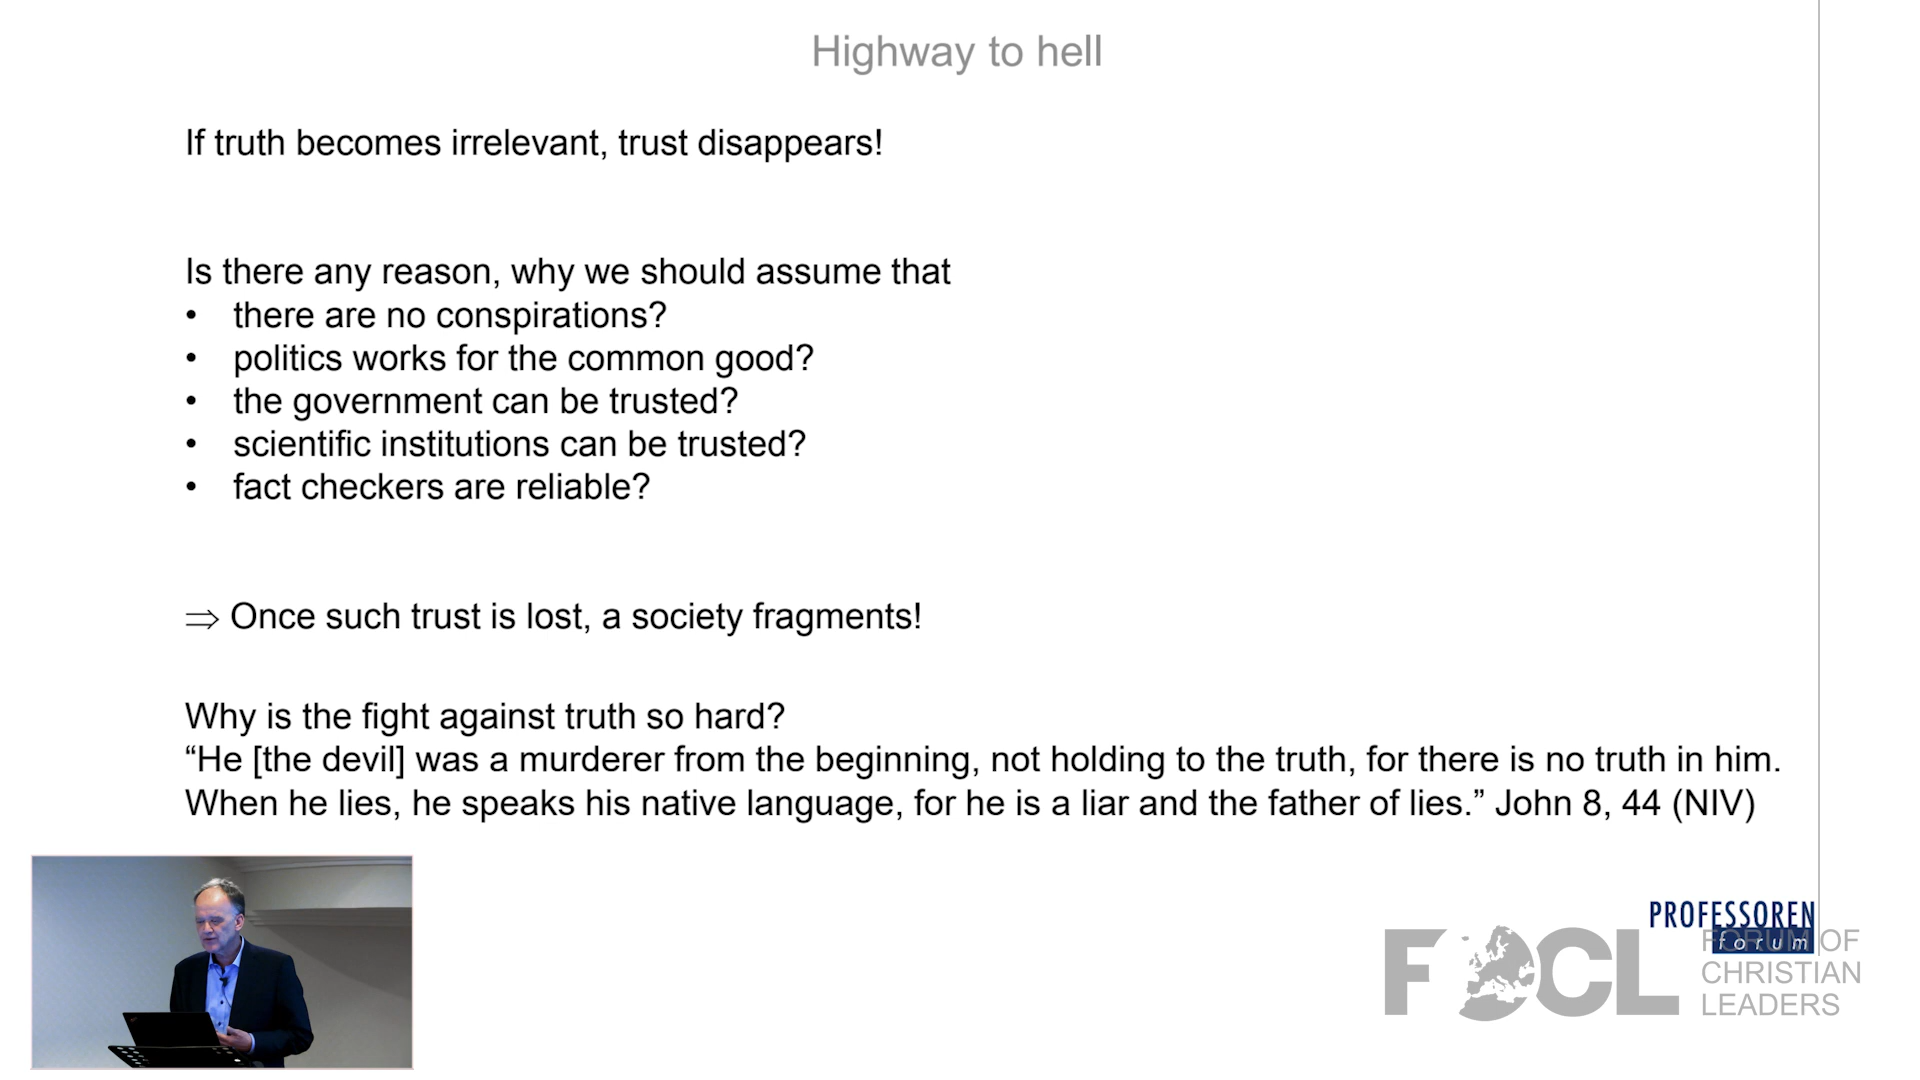 Highway to hell
If truth becomes irrelevant, trust disappears!
Is there any reason, why we should assume that
• there are no conspirations?
• politics works for the common good?
• the government can be trusted?
• scientific institutions can be trusted?
• fact checkers are reliable?
⇒ Once such trust is lost, a society fragments!
Why is the fight against truth so hard?
“He [the devil] was a murderer from the beginning, not holding to the truth, for there is no truth in him.
When he lies, he speaks his native language, for he is a liar and the father of lies.” John 8, 44 (NIV)
PROFESSOREN
forum
FOCL
FORUM OF
CHRISTIAN
LEADERS